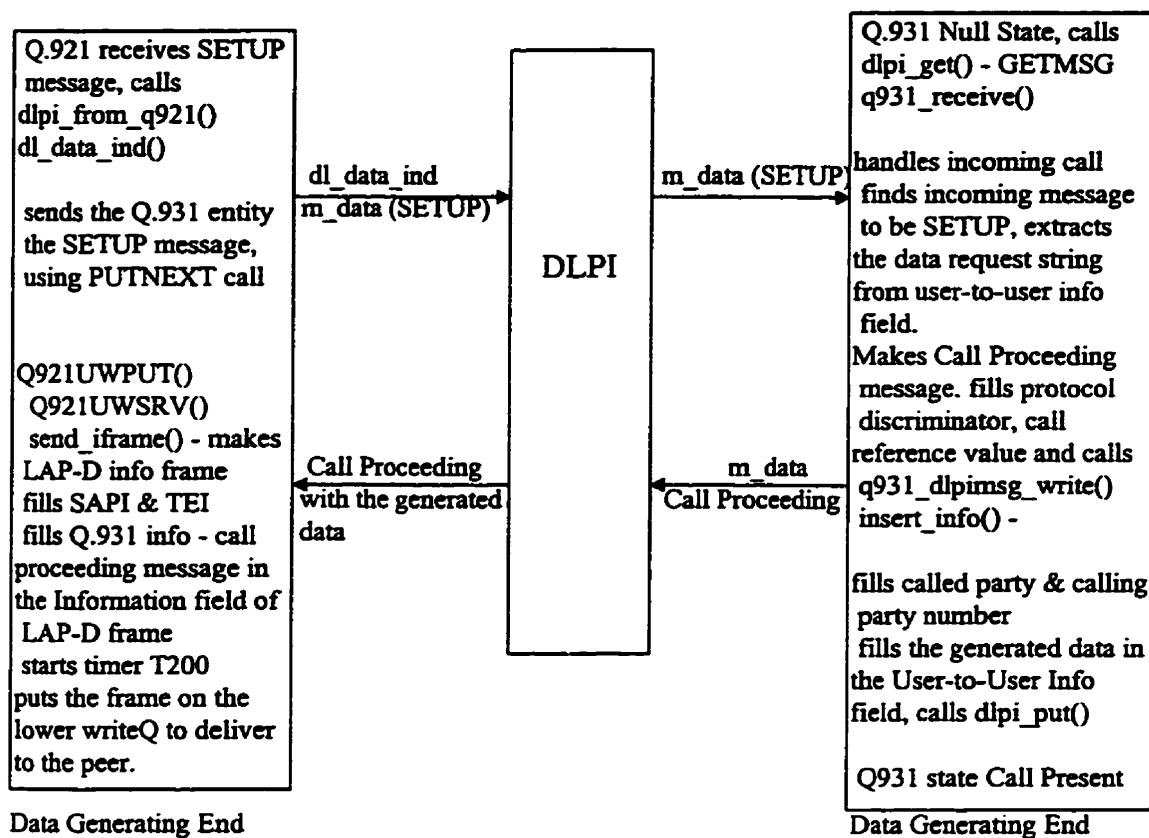 Q.921 receives SETUP
message, calls
dlpi_from_q921()
dl_data_ind()
sends the Q.931 entity
the SETUP message,
using PUTNEXT call
Q921UWPUT()
Q921UWSRV()
send_iframe() - makes
LAP-D info frame
fills SAPI & TEI
fills Q.931 info - call
proceeding message in
the Information field of
LAP-D frame
starts timer T200
puts the frame on the
lower writeQ to deliver
to the peer.
Data Generating End
dl_data_ind
m_data (SETUP)
Call Proceeding
with the generated
data
DLPI
m_data (SETUP)
m_data
Call Proceeding
Q.931 Null State, calls
dlpi_get() - GETMSG
q931_receive()
handles incoming call
finds incoming message
to be SETUP, extracts
the data request string
from user-to-user info
field.
Makes Call Proceeding
message. fills protocol
discriminator, call
reference value and calls
q931_dlpimsg_write()
insert_info() -
fills called party & calling
party number
fills the generated data in
the User-to-User Info
field, calls dlpi_put()
Q931 state Call Present
Data Generating End